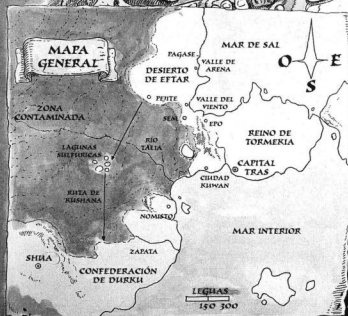 MAPA
GENERAL
MAR DE SAL
O E
S
PAGASE
VALLE DE
ARENA
DESIERTO
DE EFTAR
PEJITE
VALLE DEL
VIENTO
SEM
EPO
ZONA
CONTAMINADA
RÍO
TALIA
REINO DE
TORMEKIA
LAGUNAS
SULFURICAS
CAPITAL
TRAS
CIUDAD
KUWAN
RUTA DE
KUSHANA
NOMISTO
MAR INTERIOR
ZAPATA
SHUA
CONFEDERACIÓN
DE DURKU
LEGUAS
150 300